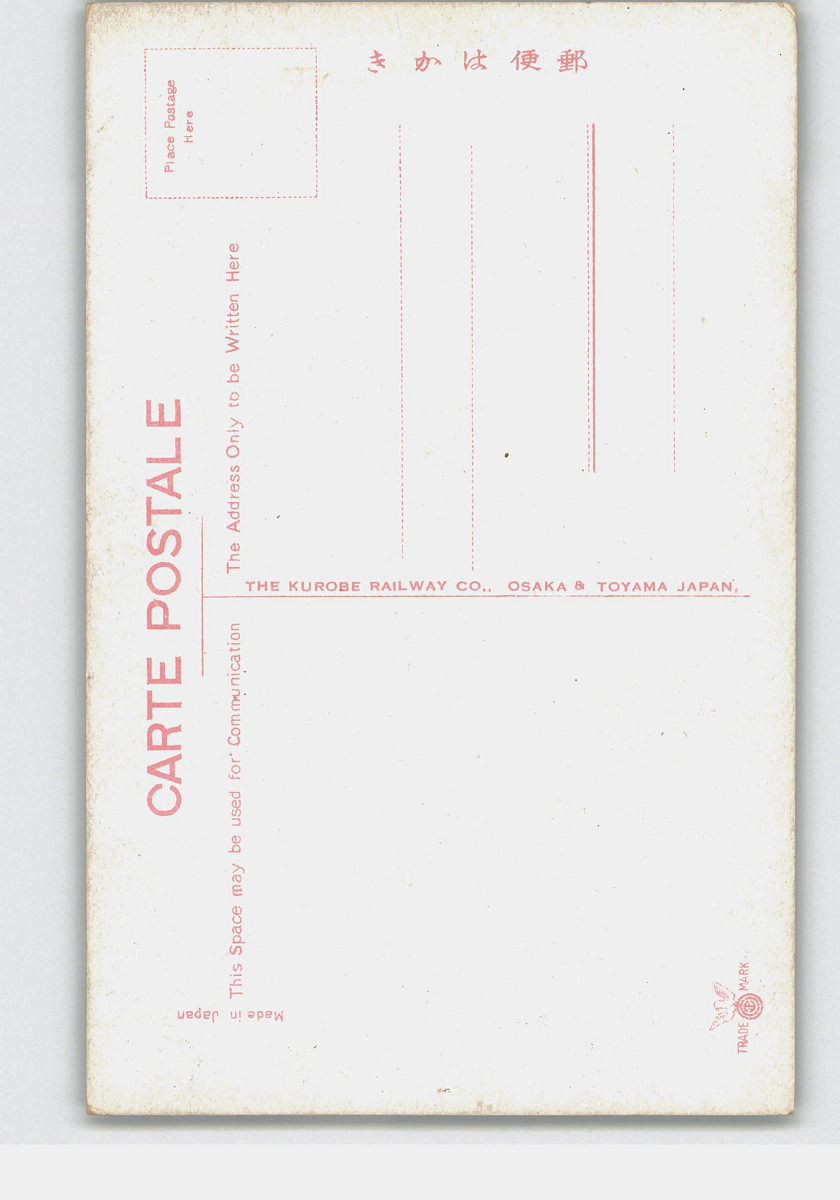 きかは便郵
Place Postage
Here
CARTE POSTALE
The Address Only to be Written Here
THE KUROBE RAILWAY CO., OSAKA & TOYAMA JAPAN.
This Space may be used for Communication
Made in Japan
TRADE MARK